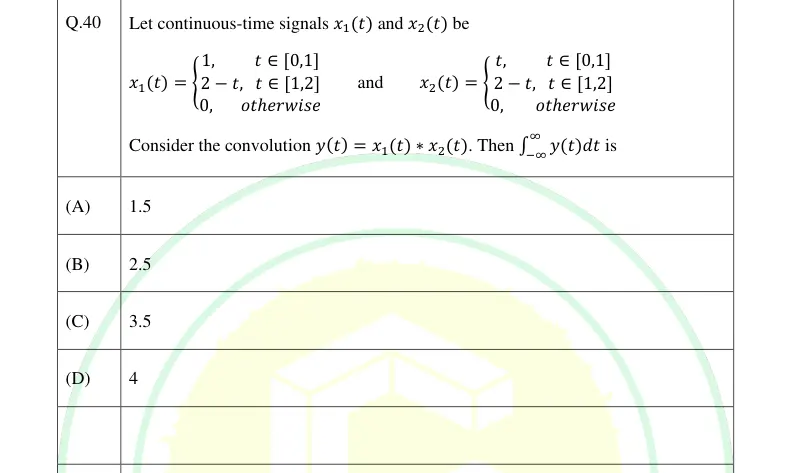 Q.40 Let continuous-time signals 𝑥₁(𝑡) and 𝑥₂(𝑡) be
𝑥₁(𝑡) = { 1, 𝑡 ∈ [0,1] 2 − 𝑡, 𝑡 ∈ [1,2] 0, 𝑜𝑡ℎ𝑒𝑟𝑤𝑖𝑠𝑒 and 𝑥₂(𝑡) = { 𝑡, 𝑡 ∈ [0,1] 2 − 𝑡, 𝑡 ∈ [1,2] 0, 𝑜𝑡ℎ𝑒𝑟𝑤𝑖𝑠𝑒
Consider the convolution 𝑦(𝑡) = 𝑥₁(𝑡) ∗ 𝑥₂(𝑡). Then ∫₋∞^∞ 𝑦(𝑡)𝑑𝑡 is
(A) 1.5
(B) 2.5
(C) 3.5
(D) 4